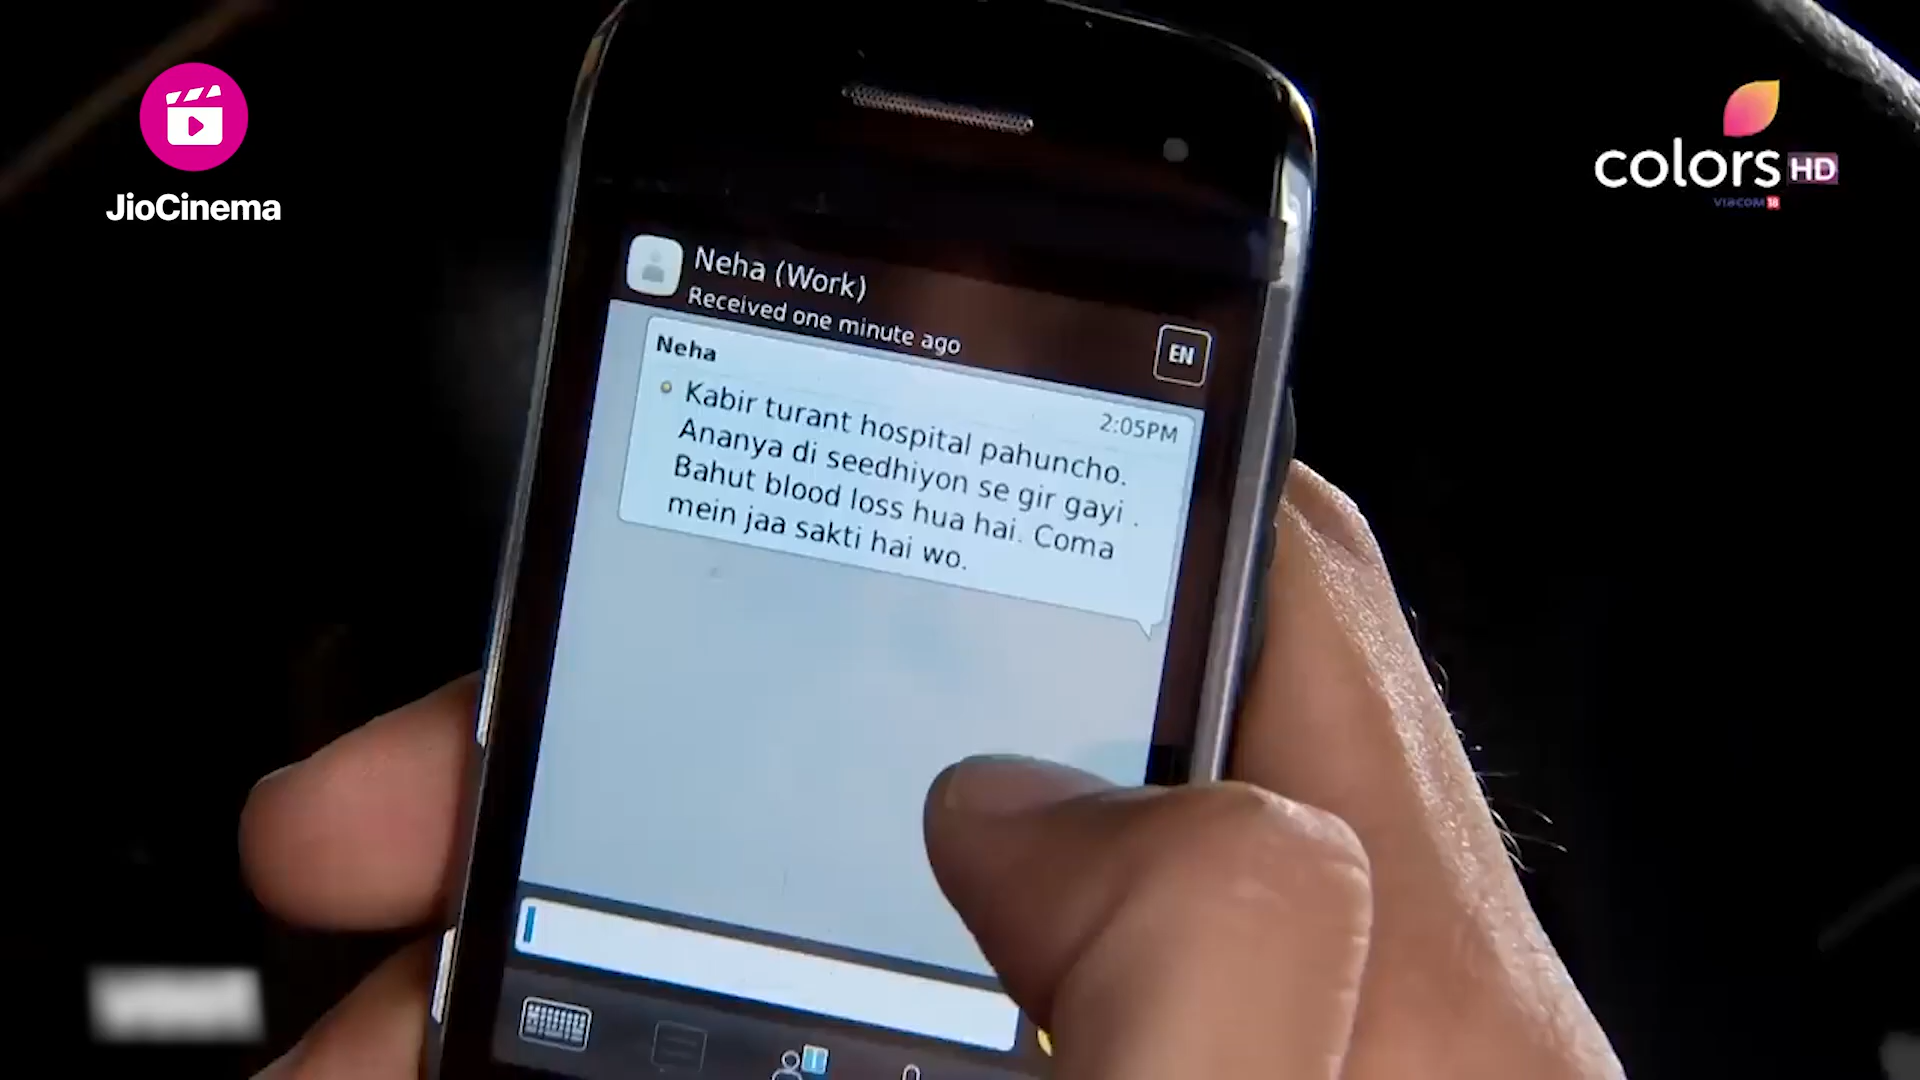 JioCinema
colors HD
VIACOM 18
Neha (Work)
Received one minute ago
EN
Neha
2:05PM
Kabir turant hospital pahuncho.
Ananya di seedhiyon se gir gayi .
Bahut blood loss hua hai. Coma
mein jaa sakti hai wo.